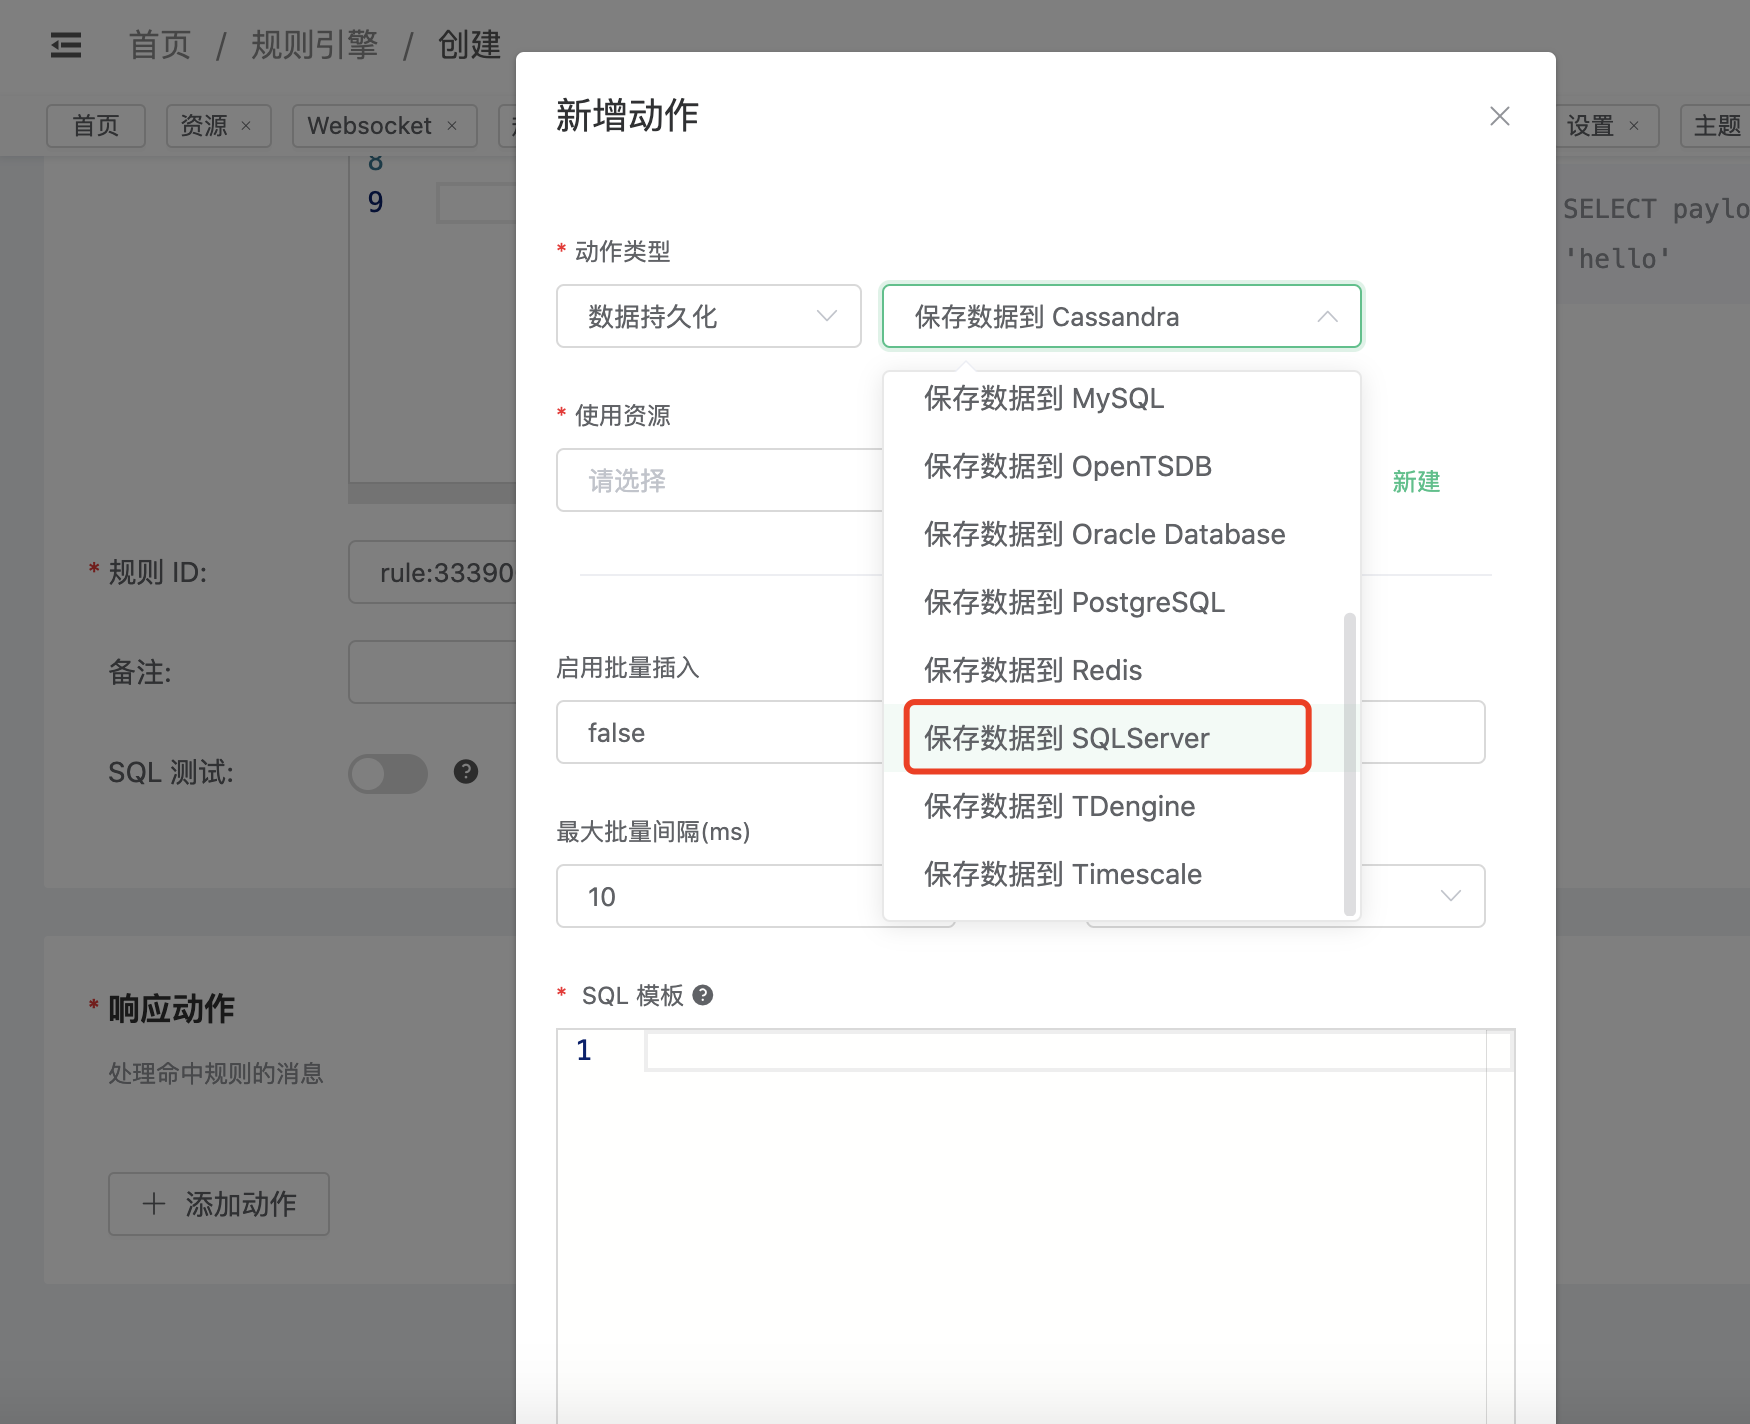 首页 / 规则引擎 / 创建
首页
资源 ×
Websocket ×
设置 ×
主题
8
9
SELECT paylo
'hello'
新增动作
* 动作类型
数据持久化
保存数据到 Cassandra
保存数据到 MySQL
保存数据到 OpenTSDB
保存数据到 Oracle Database
保存数据到 PostgreSQL
保存数据到 Redis
保存数据到 SQLServer
保存数据到 TDengine
保存数据到 Timescale
* 使用资源
请选择
新建
启用批量插入
false
最大批量间隔(ms)
10
* SQL 模板
1
* 规则 ID:
rule:33390
备注:
SQL 测试:
* 响应动作
处理命中规则的消息
+ 添加动作